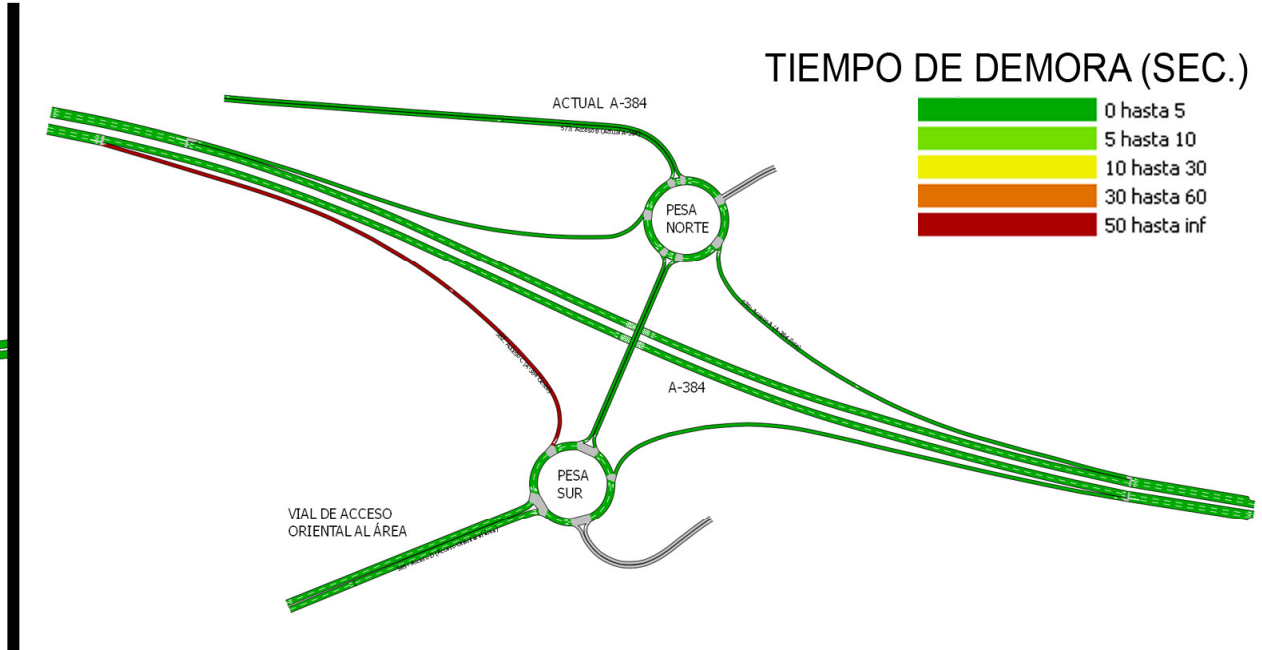 TIEMPO DE DEMORA (SEC.)
0 hasta 5
5 hasta 10
10 hasta 30
30 hasta 60
50 hasta inf
ACTUAL A-384
PESA
NORTE
A-384
PESA
SUR
VIAL DE ACCESO
ORIENTAL AL ÁREA